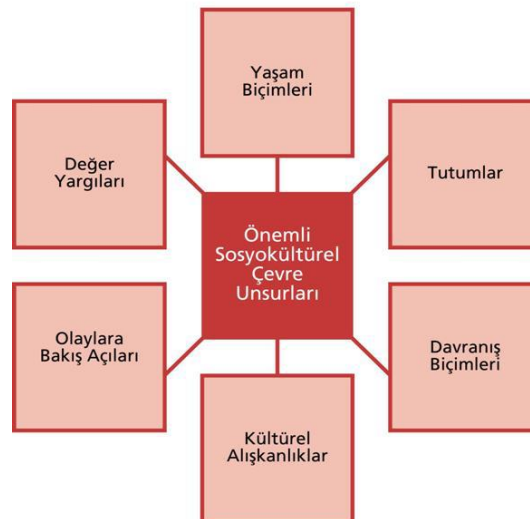 Yaşam
Biçimleri
Değer
Yargıları
Tutumlar
Önemli
Sosyokültürel
Çevre
Unsurları
Olaylara
Bakış Açıları
Davranış
Biçimleri
Kültürel
Alışkanlıklar